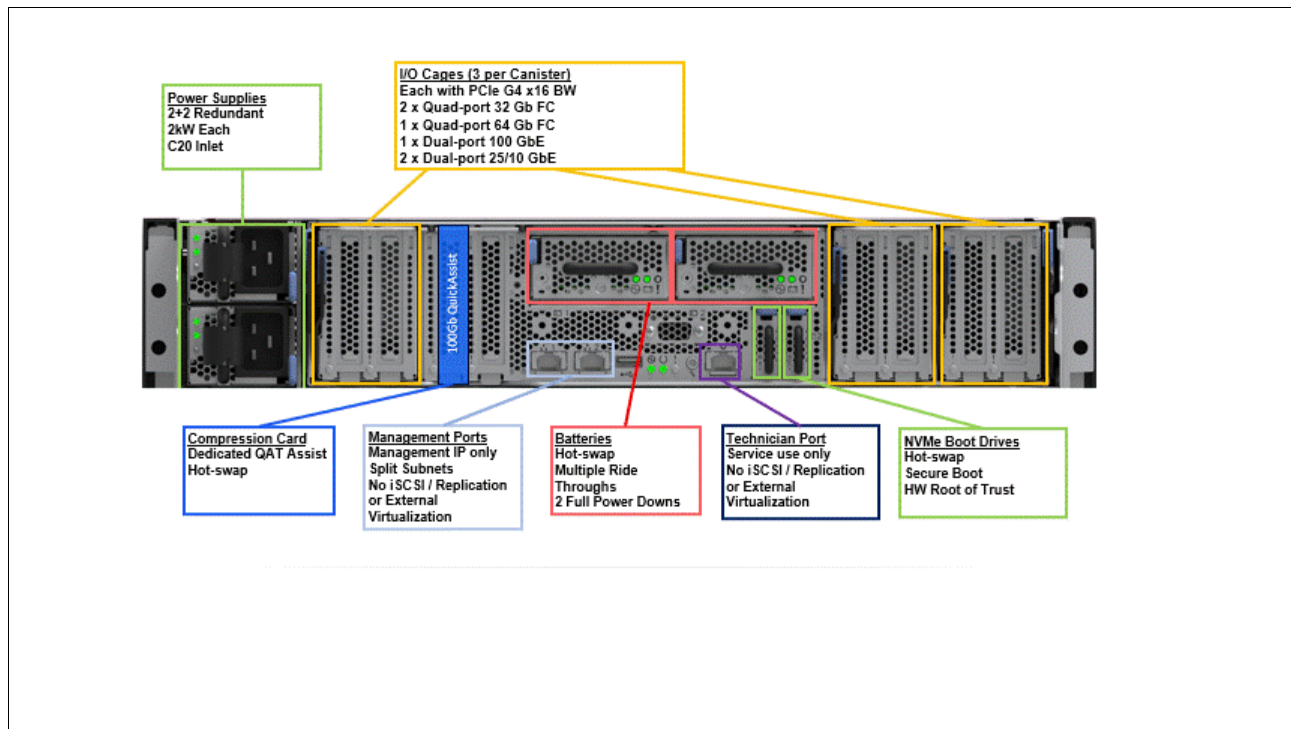 I/O Cages (3 per Canister)
Each with PCIe G4 x16 BW
2 x Quad-port 32 Gb FC
1 x Quad-port 64 Gb FC
1 x Dual-port 100 GbE
2 x Dual-port 25/10 GbE
Power Supplies
2+2 Redundant
2kW Each
C20 Inlet
100Gb QuickAssist
Compression Card
Dedicated QAT Assist
Hot-swap
Management Ports
Management IP only
Split Subnets
No iSCSI / Replication
or External
Virtualization
Batteries
Hot-swap
Multiple Ride
Throughs
2 Full Power Downs
Technician Port
Service use only
No iSCSI / Replication
or External
Virtualization
NVMe Boot Drives
Hot-swap
Secure Boot
HW Root of Trust